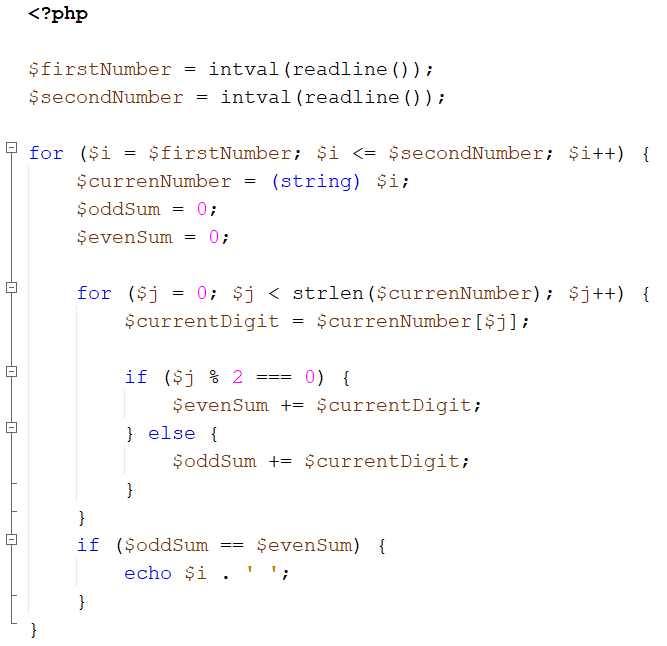 <?php
$firstNumber = intval(readline());
$secondNumber = intval(readline());
for ($i = $firstNumber; $i <= $secondNumber; $i++) {
    $currenNumber = (string) $i;
    $oddSum = 0;
    $evenSum = 0;
    for ($j = 0; $j < strlen($currenNumber); $j++) {
        $currentDigit = $currenNumber[$j];
        if ($j % 2 === 0) {
            $evenSum += $currentDigit;
        } else {
            $oddSum += $currentDigit;
        }
    }
    if ($oddSum == $evenSum) {
        echo $i . ' ';
    }
}